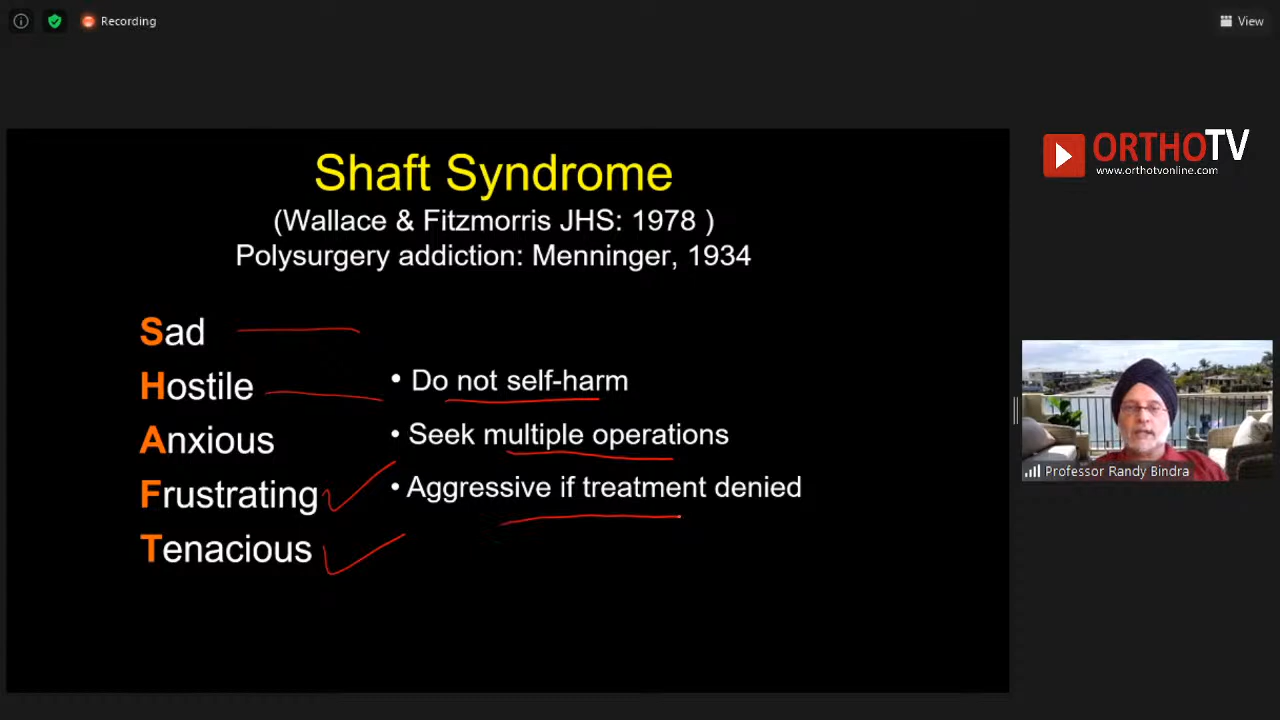 Recording
View
ORTHOTV
www.orthotvonline.com
Shaft Syndrome
(Wallace & Fitzmorris JHS: 1978 )
Polysurgery addiction: Menninger, 1934
Sad
Hostile
Anxious
Frustrating
Tenacious
• Do not self-harm
• Seek multiple operations
• Aggressive if treatment denied
Professor Randy Bindra